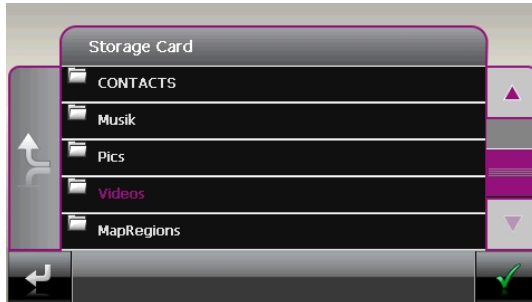 Storage Card
CONTACTS
Musik
Pics
Videos
MapRegions